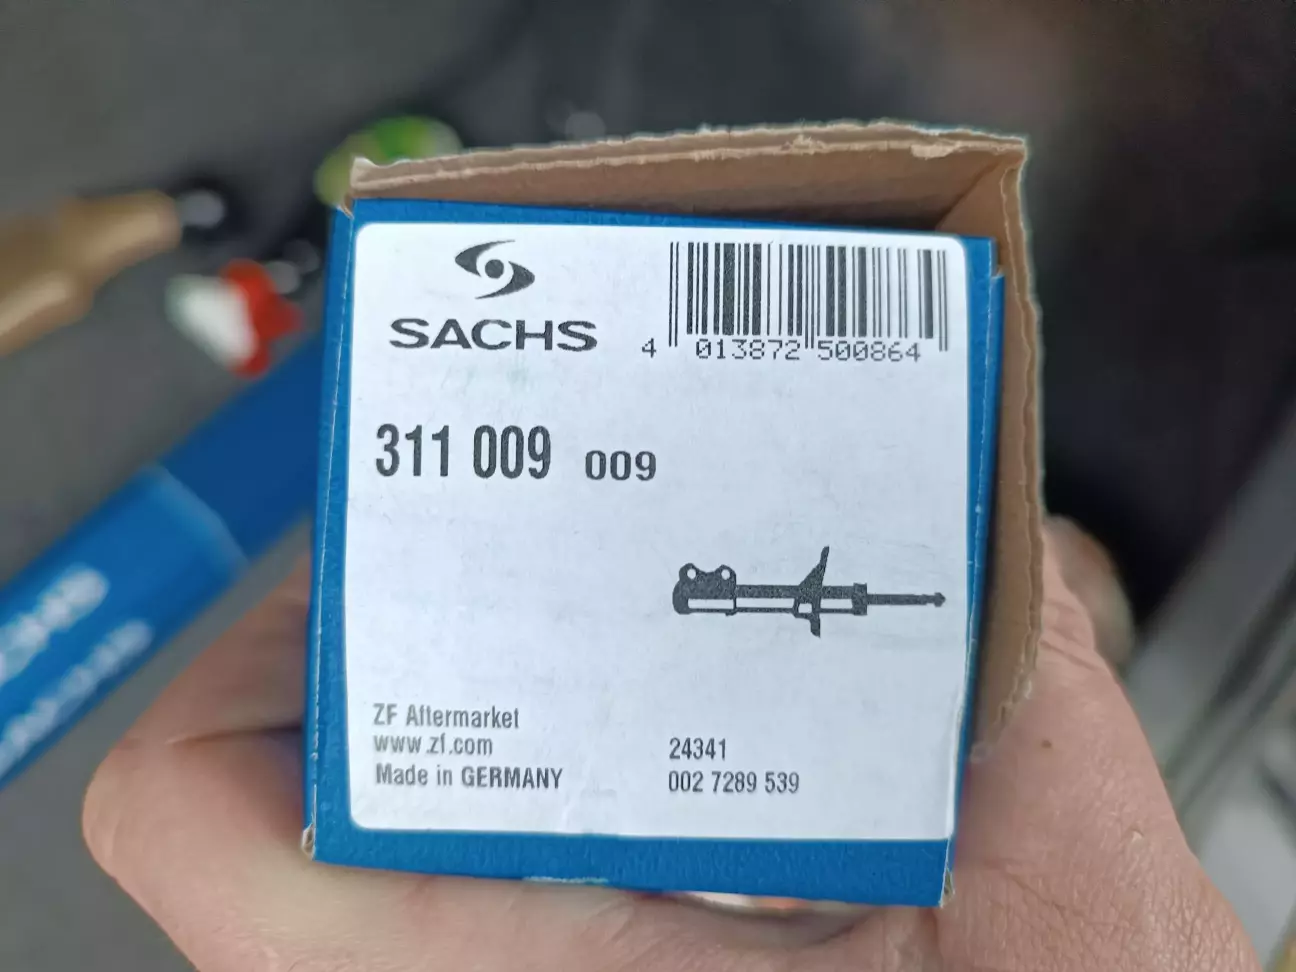 SACHS
4 013872 500864
311 009 009
ZF Aftermarket
www.zf.com
Made in GERMANY
24341
002 7289 539